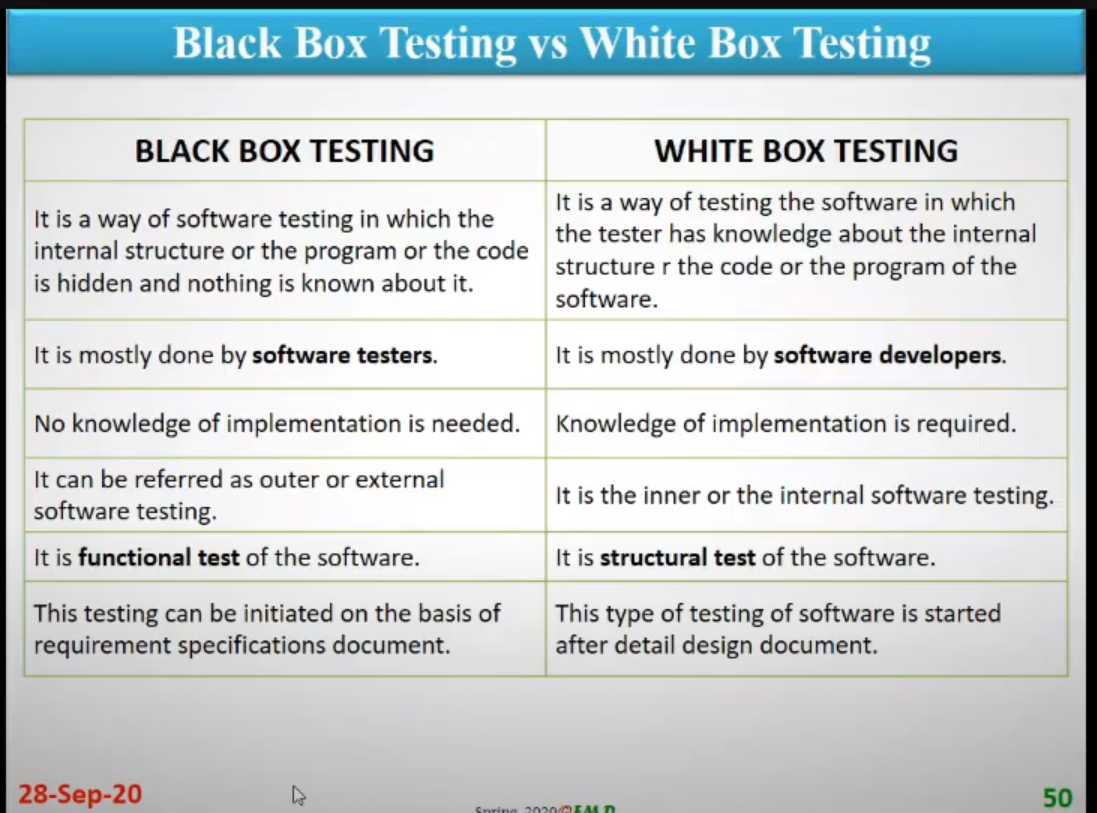 Black Box Testing vs White Box Testing
BLACK BOX TESTING
WHITE BOX TESTING
It is a way of software testing in which the
internal structure or the program or the code
is hidden and nothing is known about it.
It is a way of testing the software in which
the tester has knowledge about the internal
structure r the code or the program of the
software.
It is mostly done by software testers.
It is mostly done by software developers.
No knowledge of implementation is needed.
Knowledge of implementation is required.
It can be referred as outer or external
software testing.
It is the inner or the internal software testing.
It is functional test of the software.
It is structural test of the software.
This testing can be initiated on the basis of
requirement specifications document.
This type of testing of software is started
after detail design document.
28-Sep-20
Spring 2020©
50